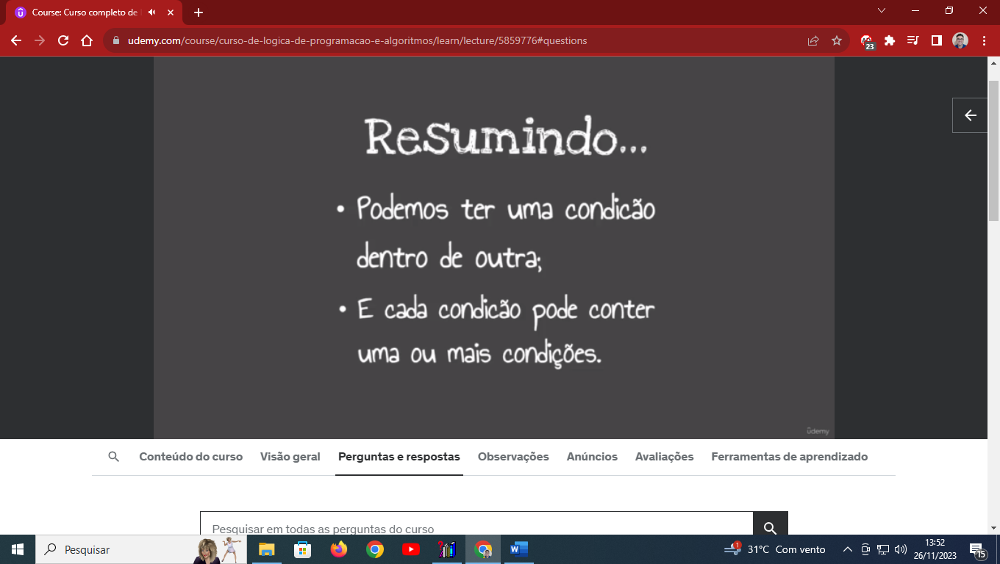 Course: Curso completo de
udemy.com/course/curso-de-logica-de-programacao-e-algoritmos/learn/lecture/5859776#questions
23
Resumindo...
• Podemos ter uma condicão
dentro de outra;
• E cada condicão pode conter
uma ou mais condições.
ûdemy
Conteúdo do curso Visão geral Perguntas e respostas Observações Anúncios Avaliações Ferramentas de aprendizado
Pesquisar em todas as perguntas do curso
Pesquisar
1
31°C Com vento
13:52
26/11/2023
15